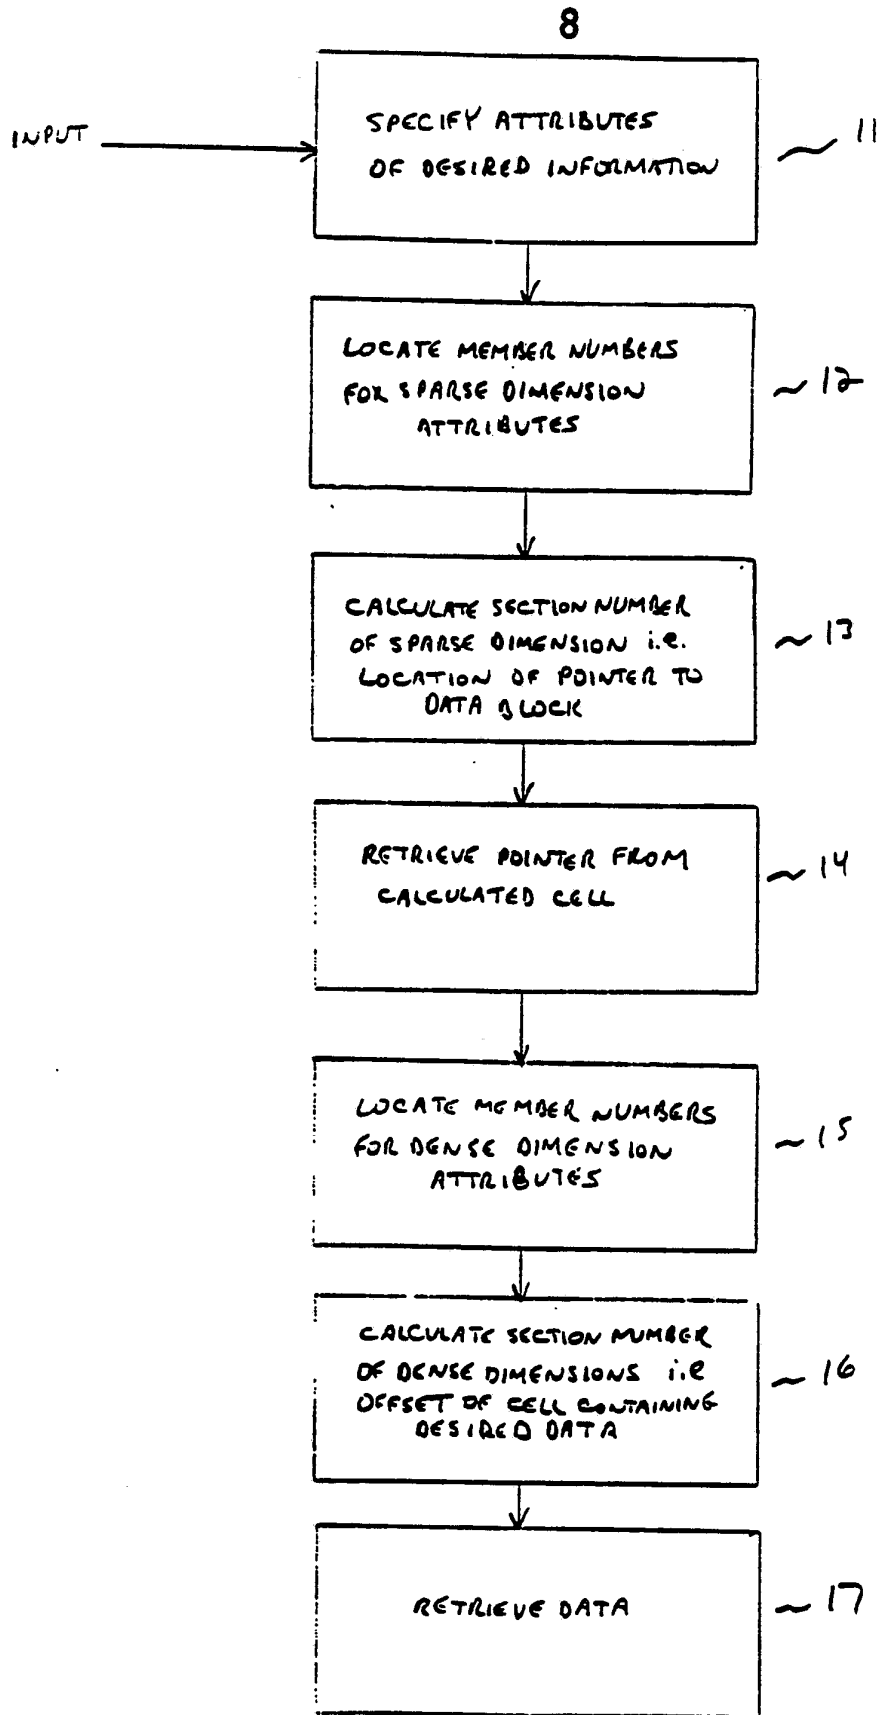 8
INPUT
SPECIFY ATTRIBUTES
OF DESIRED INFORMATION
11
LOCATE MEMBER NUMBERS
FOR SPARSE DIMENSION
ATTRIBUTES
12
CALCULATE SECTION NUMBER
OF SPARSE DIMENSION i.e.
LOCATION OF POINTER TO
DATA BLOCK
13
RETRIEVE POINTER FROM
CALCULATED CELL
14
LOCATE MEMBER NUMBERS
FOR DENSE DIMENSION
ATTRIBUTES
15
CALCULATE SECTION NUMBER
OF DENSE DIMENSIONS i.e
OFFSET OF CELL CONTAINING
DESIRED DATA
16
RETRIEVE DATA
17